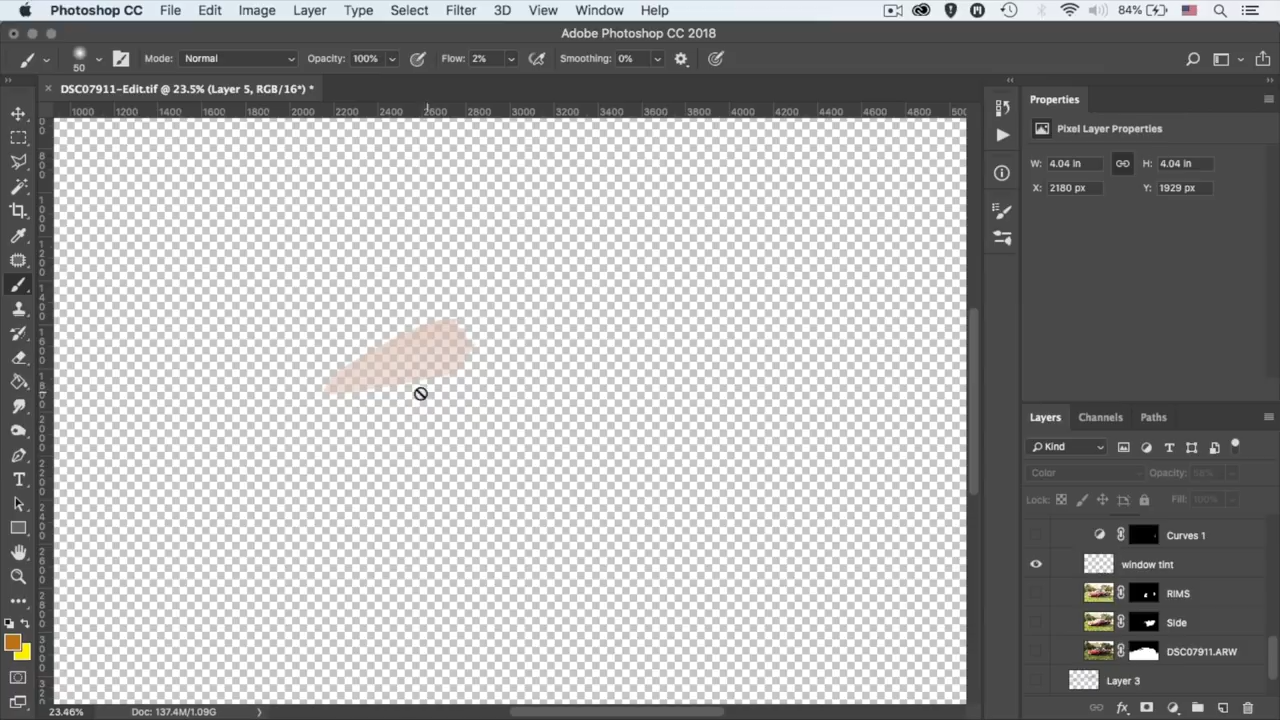 Photoshop CC File Edit Image Layer Type Select Filter 3D View Window Help 84%
Adobe Photoshop CC 2018
50 Mode: Normal Opacity: 100% Flow: 2% Smoothing: 0%
DSC07911-Edit.tif @ 23.5% (Layer 5, RGB/16*) *
1000 1200 1400 1600 1800 2000 2200 2400 2600 2800 3000 3200 3400 3600 3800 4000 4200 4400 4600 4800 500
Properties
Pixel Layer Properties
W: 4.04 in H: 4.04 in
X: 2180 px Y: 1929 px
Layers Channels Paths
Kind
Color Opacity: 58%
Lock: Fill: 100%
Curves 1
window tint
RIMS
Side
DSC07911.ARW
Layer 3
23.46% Doc: 137.4M/1.09G